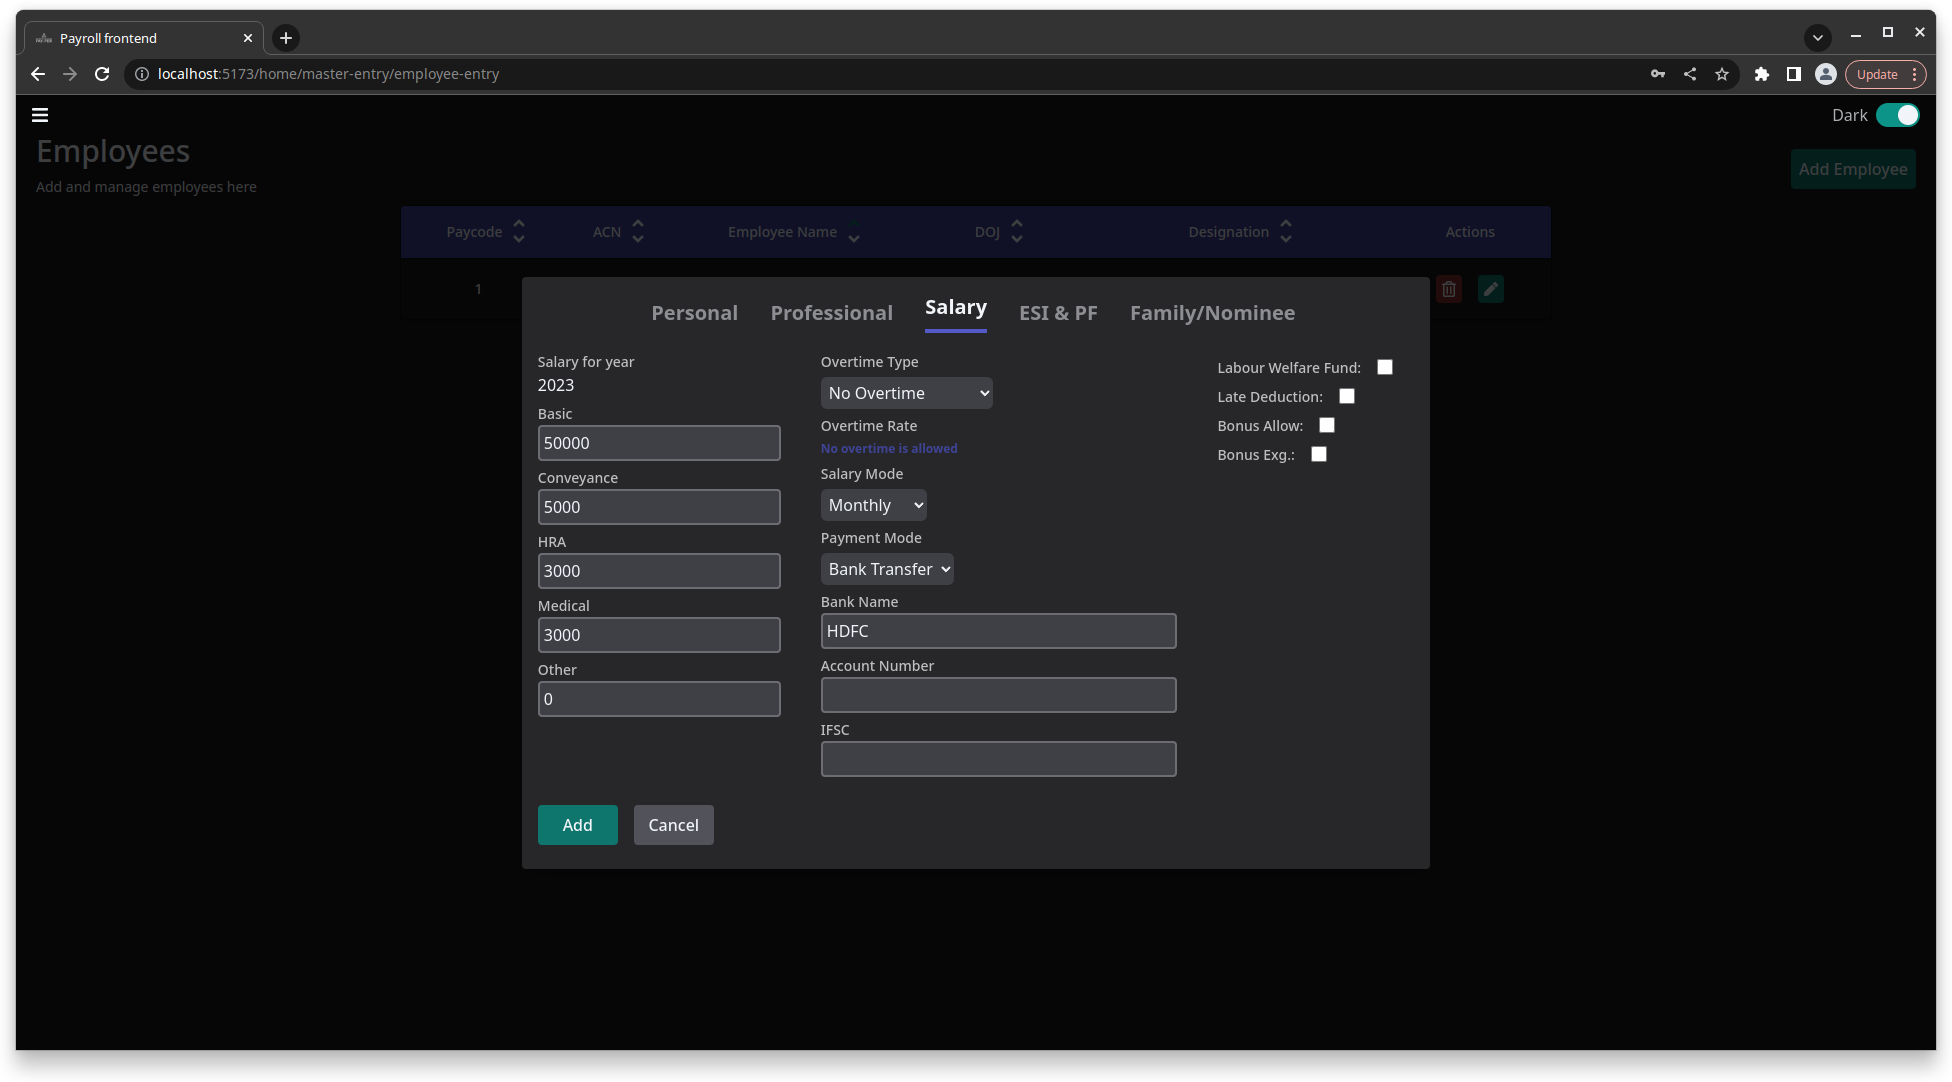 Payroll frontend
localhost:5173/home/master-entry/employee-entry
Update
Dark
Employees
Add and manage employees here
Add Employee
Paycode ACN Employee Name DOJ Designation Actions
1
Personal Professional Salary ESI & PF Family/Nominee
Salary for year
2023
Basic
50000
Conveyance
5000
HRA
3000
Medical
3000
Other
0
Overtime Type
No Overtime
Overtime Rate
No overtime is allowed
Salary Mode
Monthly
Payment Mode
Bank Transfer
Bank Name
HDFC
Account Number
IFSC
Labour Welfare Fund:
Late Deduction:
Bonus Allow:
Bonus Exg.:
Add Cancel